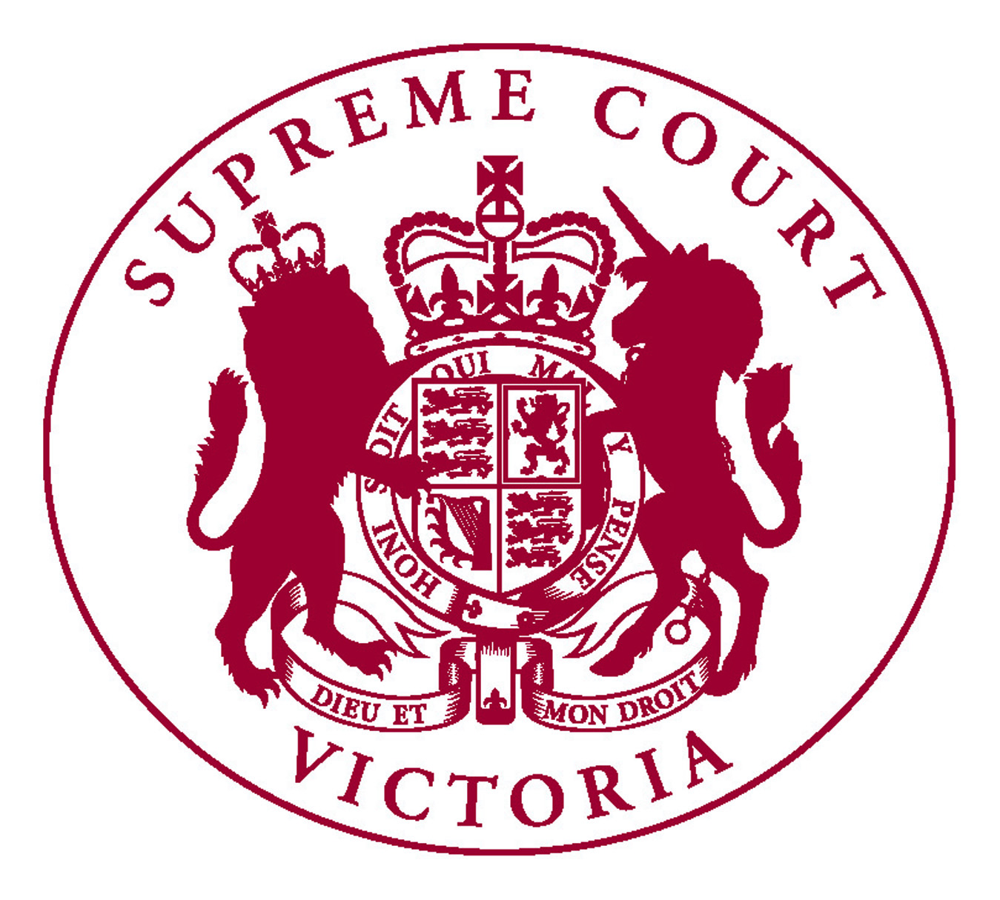 SUPREME COURT
HONI SOIT QUI MAL Y PENSE
DIEU ET MON DROIT
VICTORIA